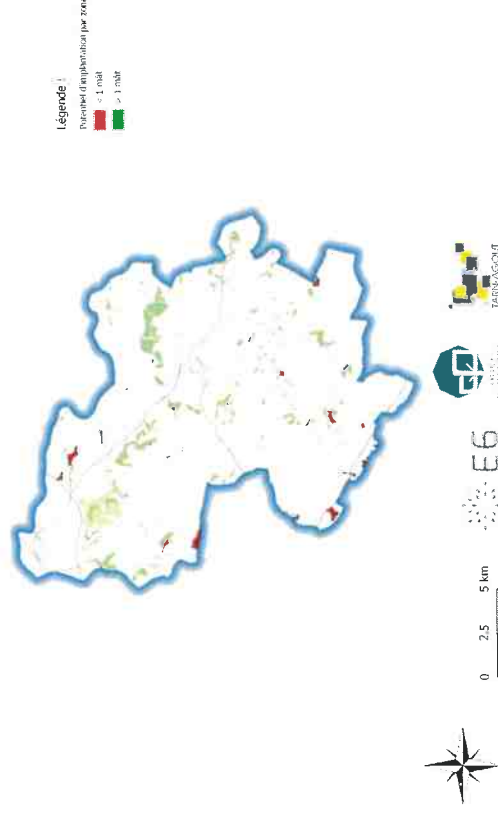 Légende :
Potentiel d'implantation par zone
< 1 mât
> 1 mât
0 2,5 5 km
E6
TARN-AGOUT